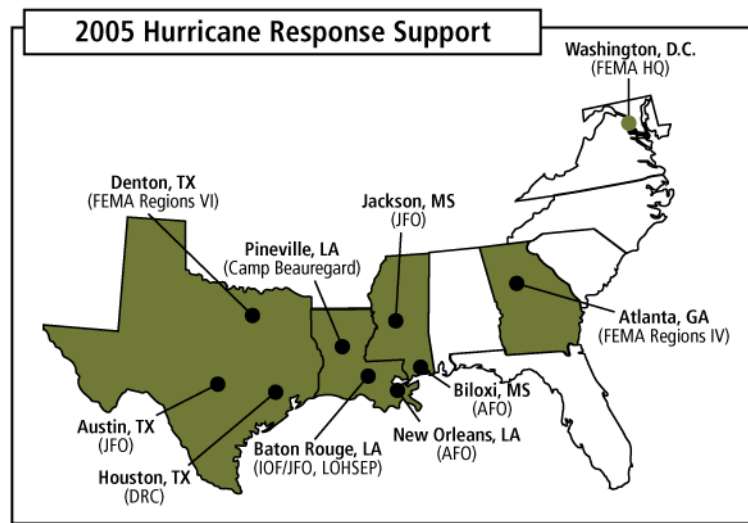 2005 Hurricane Response Support
Washington, D.C.
(FEMA HQ)
Denton, TX
(FEMA Regions VI)
Jackson, MS
(JFO)
Pineville, LA
(Camp Beauregard)
Atlanta, GA
(FEMA Regions IV)
Biloxi, MS
(AFO)
New Orleans, LA
(AFO)
Baton Rouge, LA
(IOF/JFO, LOHSEP)
Austin, TX
(JFO)
Houston, TX
(DRC)